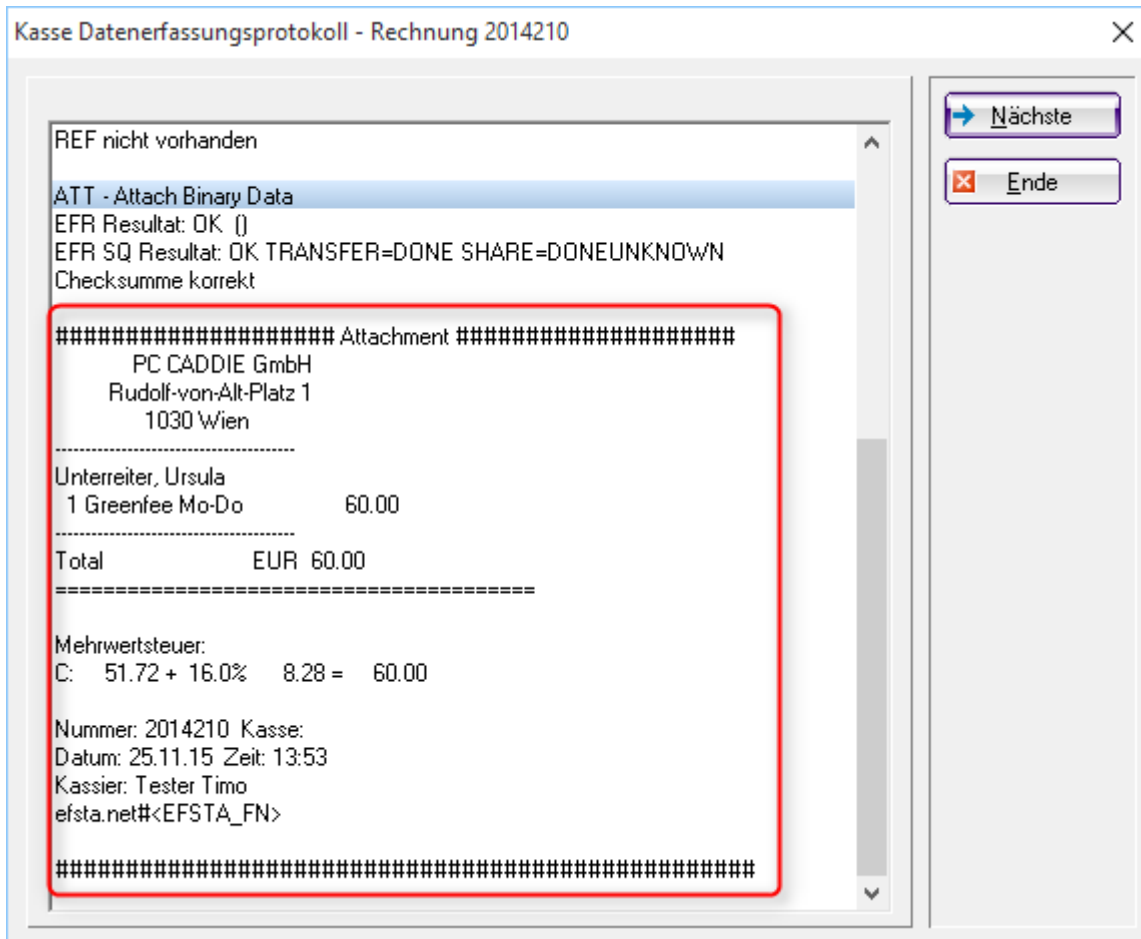 Kasse Datenerfassungsprotokoll - Rechnung 2014210
REF nicht vorhanden
ATT - Attach Binary Data
EFR Resultat: OK ()
EFR SQ Resultat: OK TRANSFER=DONE SHARE=DONEUNKNOWN
Checksumme korrekt
#################### Attachment ####################
PC CADDIE GmbH
Rudolf-von-Alt-Platz 1
1030 Wien
----------------------------------------
Unterreiter, Ursula
1 Greenfee Mo-Do 60.00
----------------------------------------
Total EUR 60.00
========================================
Mehrwertsteuer:
C: 51.72 + 16.0% 8.28 = 60.00
Nummer: 2014210 Kasse:
Datum: 25.11.15 Zeit: 13:53
Kassier: Tester Timo
efsta.net#<EFSTA_FN>
##################################################
Nächste
Ende